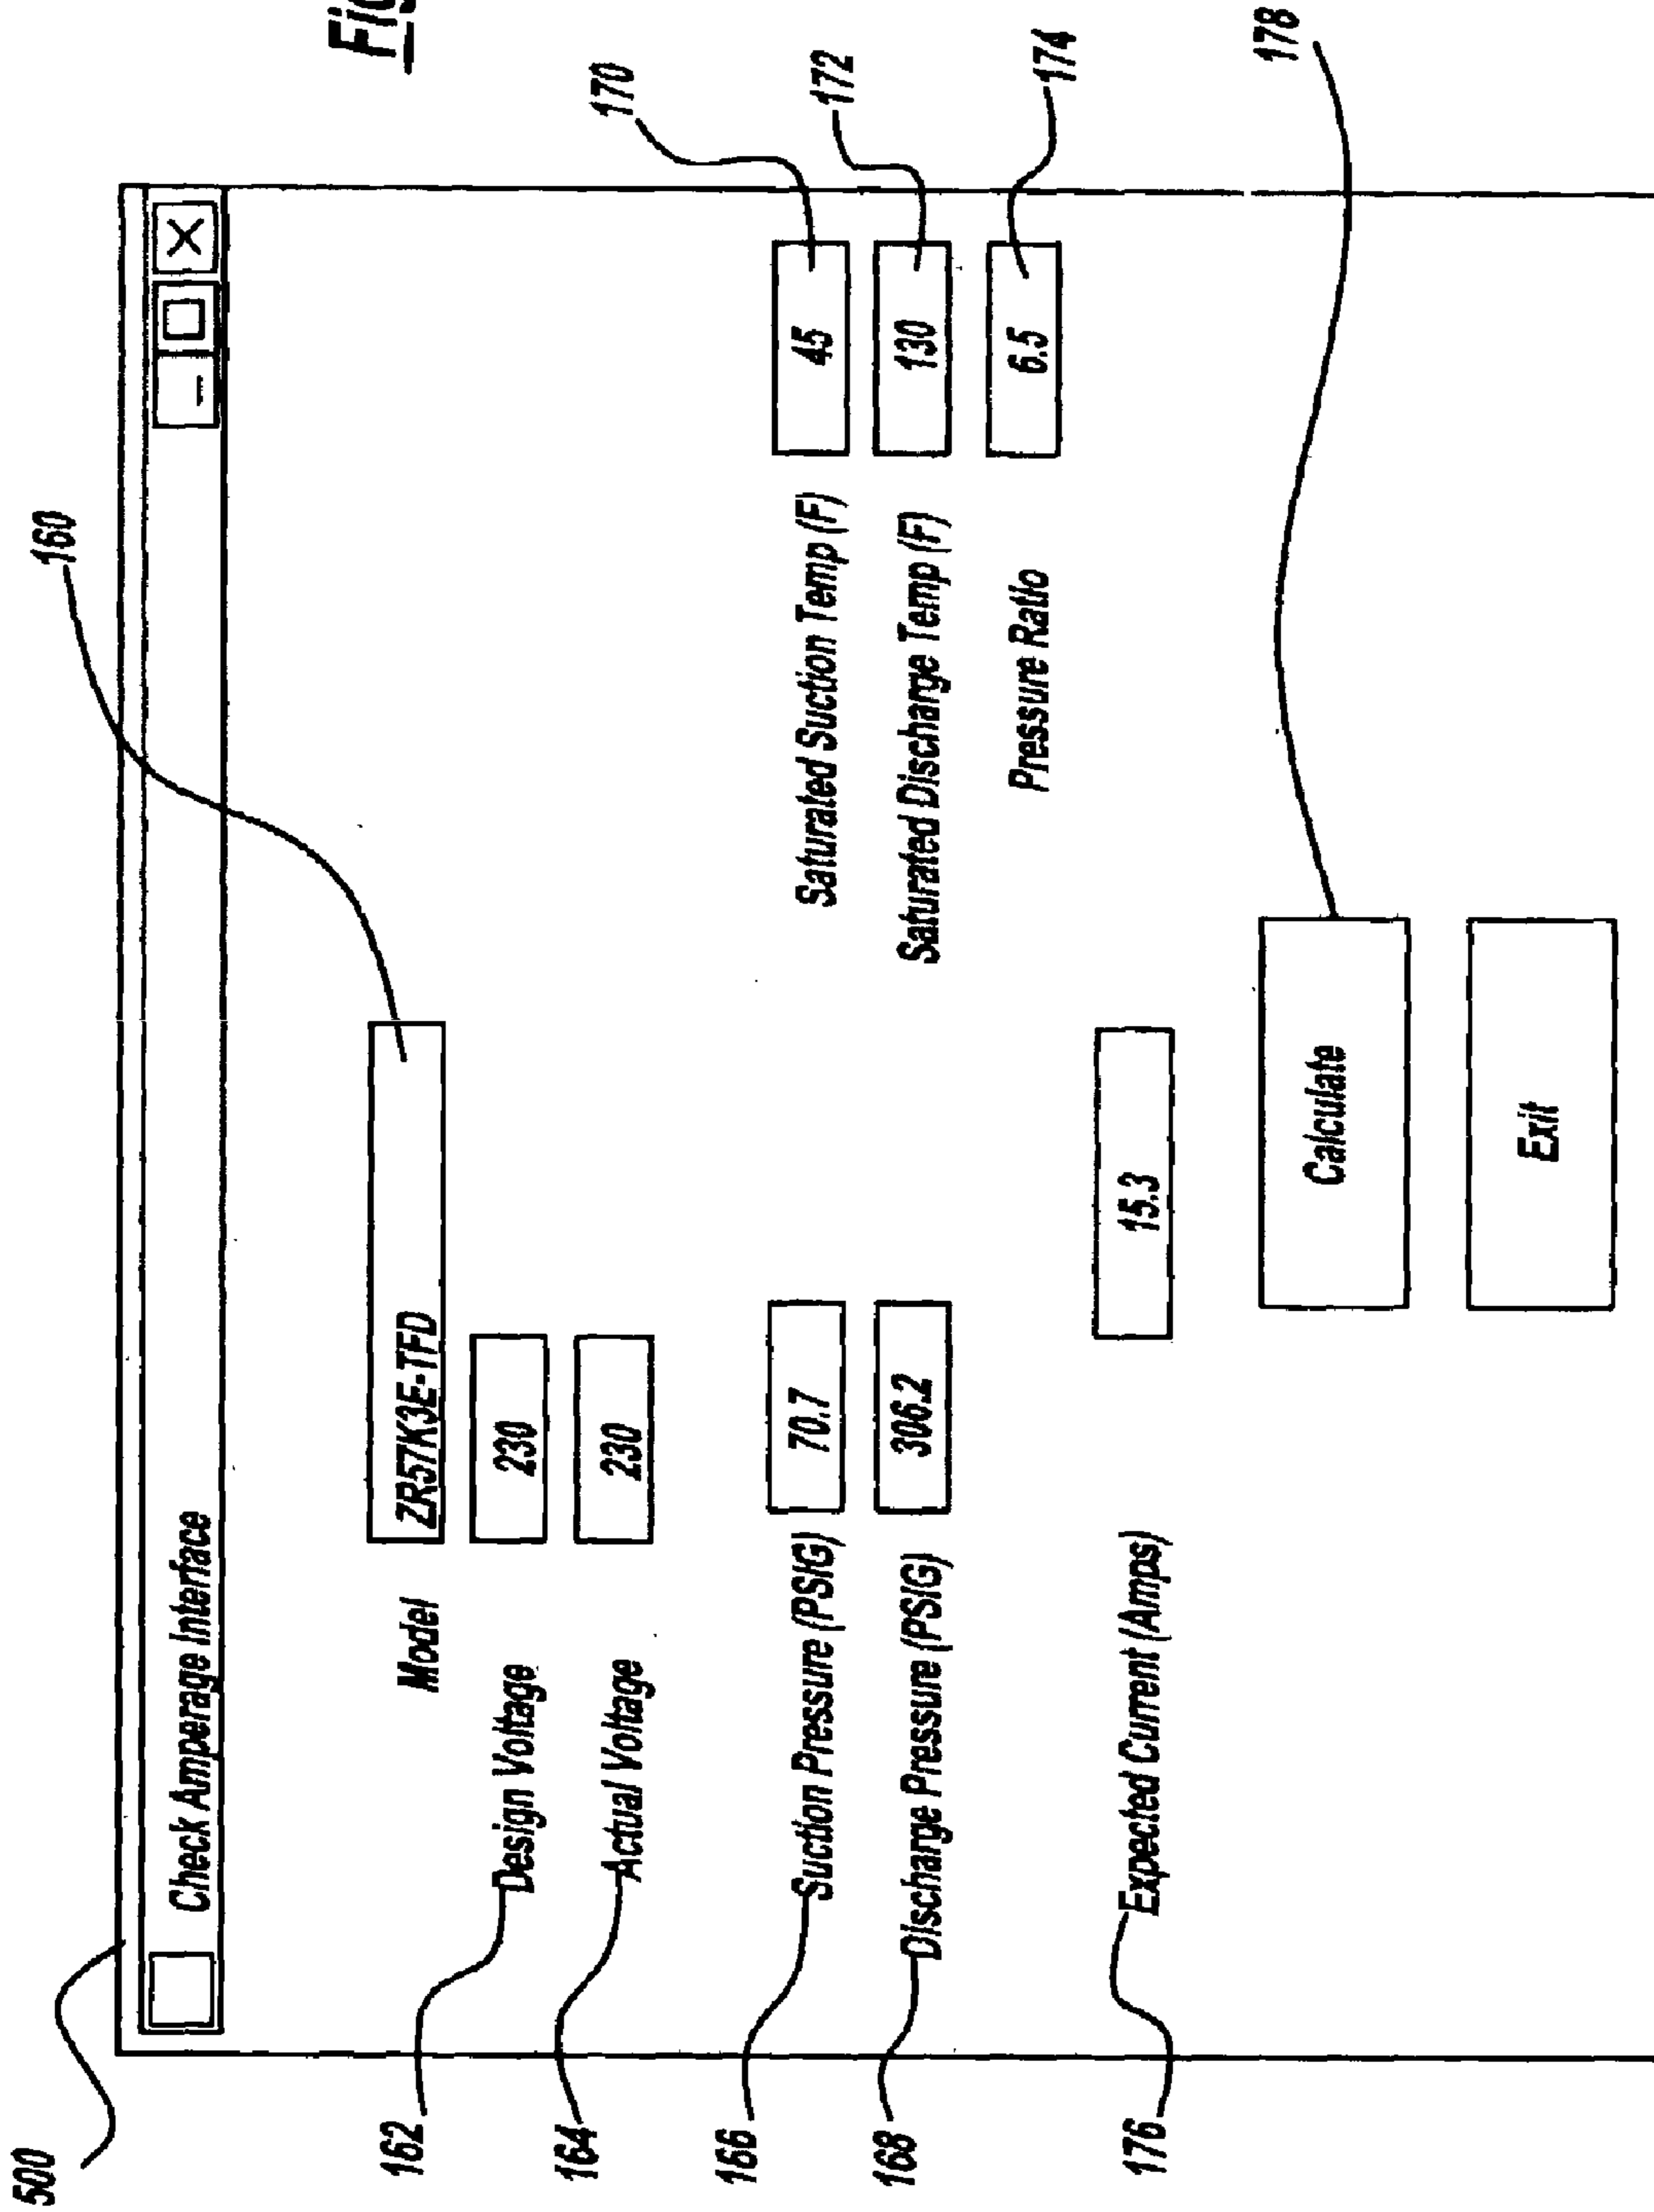 Fig
500
160
Check Amperage Interface
Model ZR57K3E-TFD
162 Design Voltage 230
164 Actual Voltage 230
166 Suction Pressure (PSIG) 70.7 Saturated Suction Temp (F) 45 170
168 Discharge Pressure (PSIG) 306.2 Saturated Discharge Temp (F) 130 172
Pressure Ratio 6.5 174
176 Expected Current (Amps) 15.3
Calculate 178
Exit